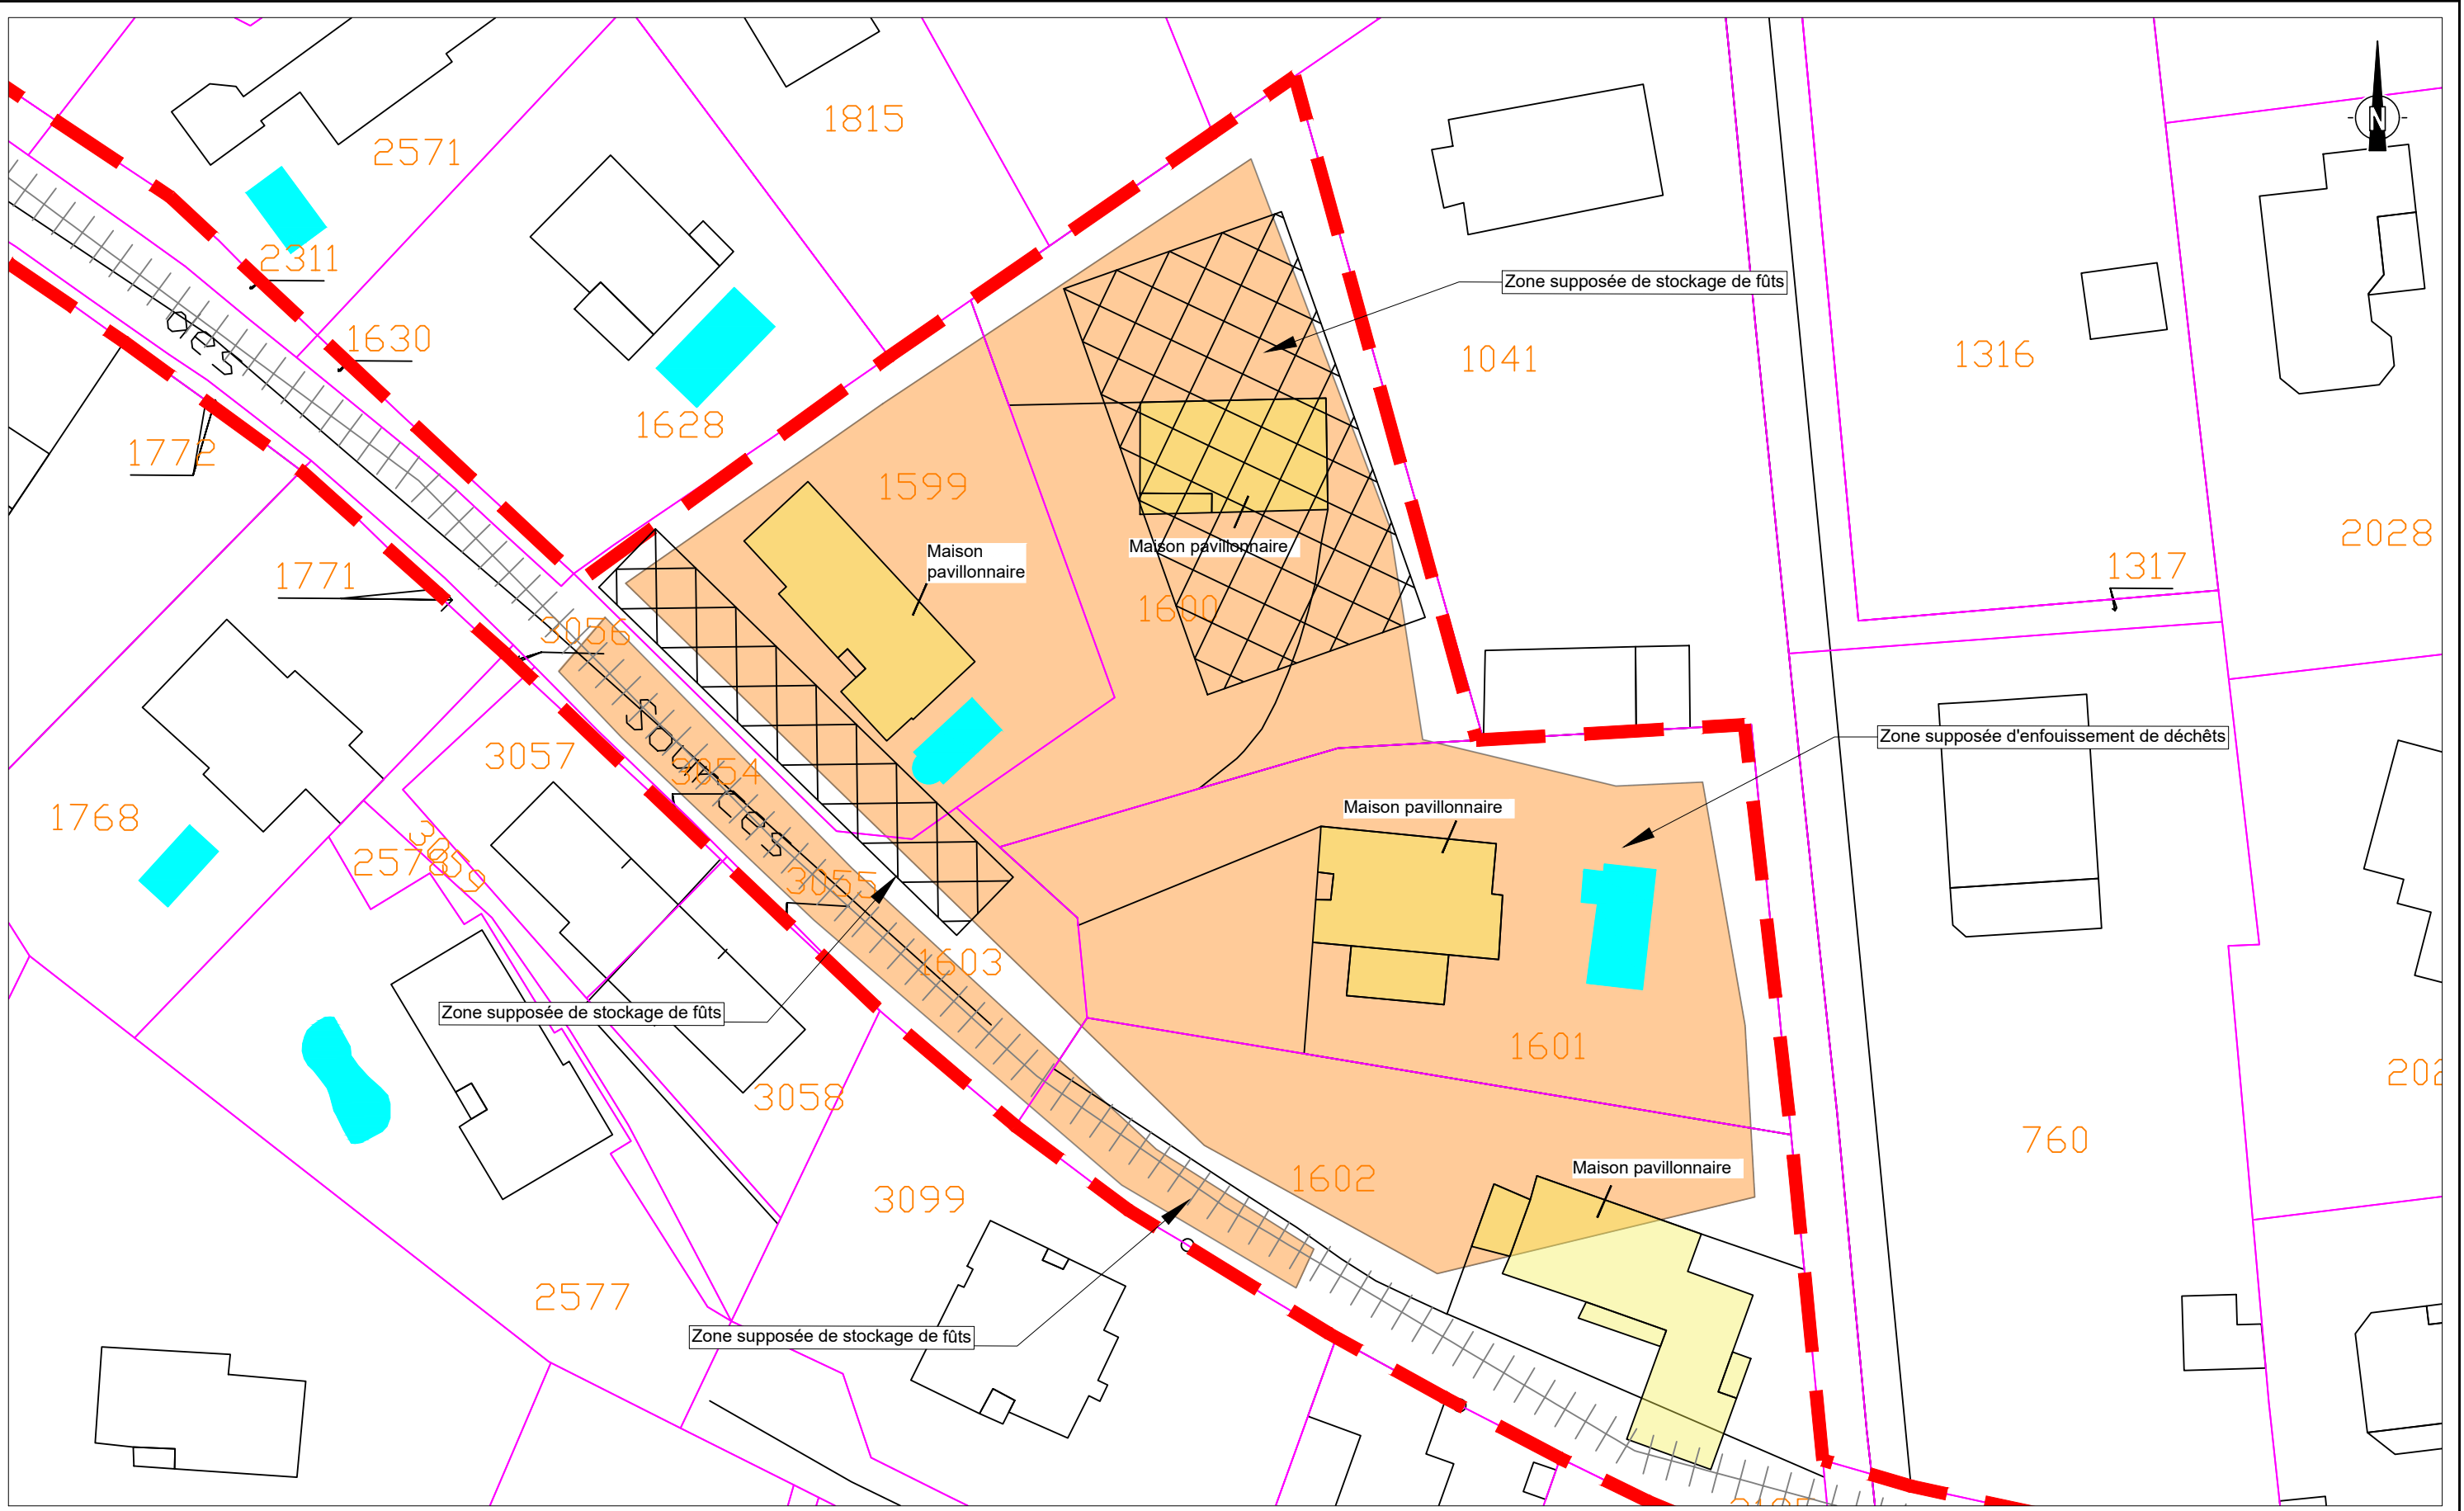 N
1815
2571
2311
Zone supposée de stockage de fûts
des
1630
1041
1316
1628
1772
1599
2028
Maison
pavillonnaire
Maison pavillonnaire
1317
1771
1600
3056
Sources
3057
3054
Zone supposée d'enfouissement de déchêts
Maison pavillonnaire
1768
2578
3055
1603
Zone supposée de stockage de fûts
1601
3058
760
Maison pavillonnaire
1602
3099
2577
Zone supposée de stockage de fûts